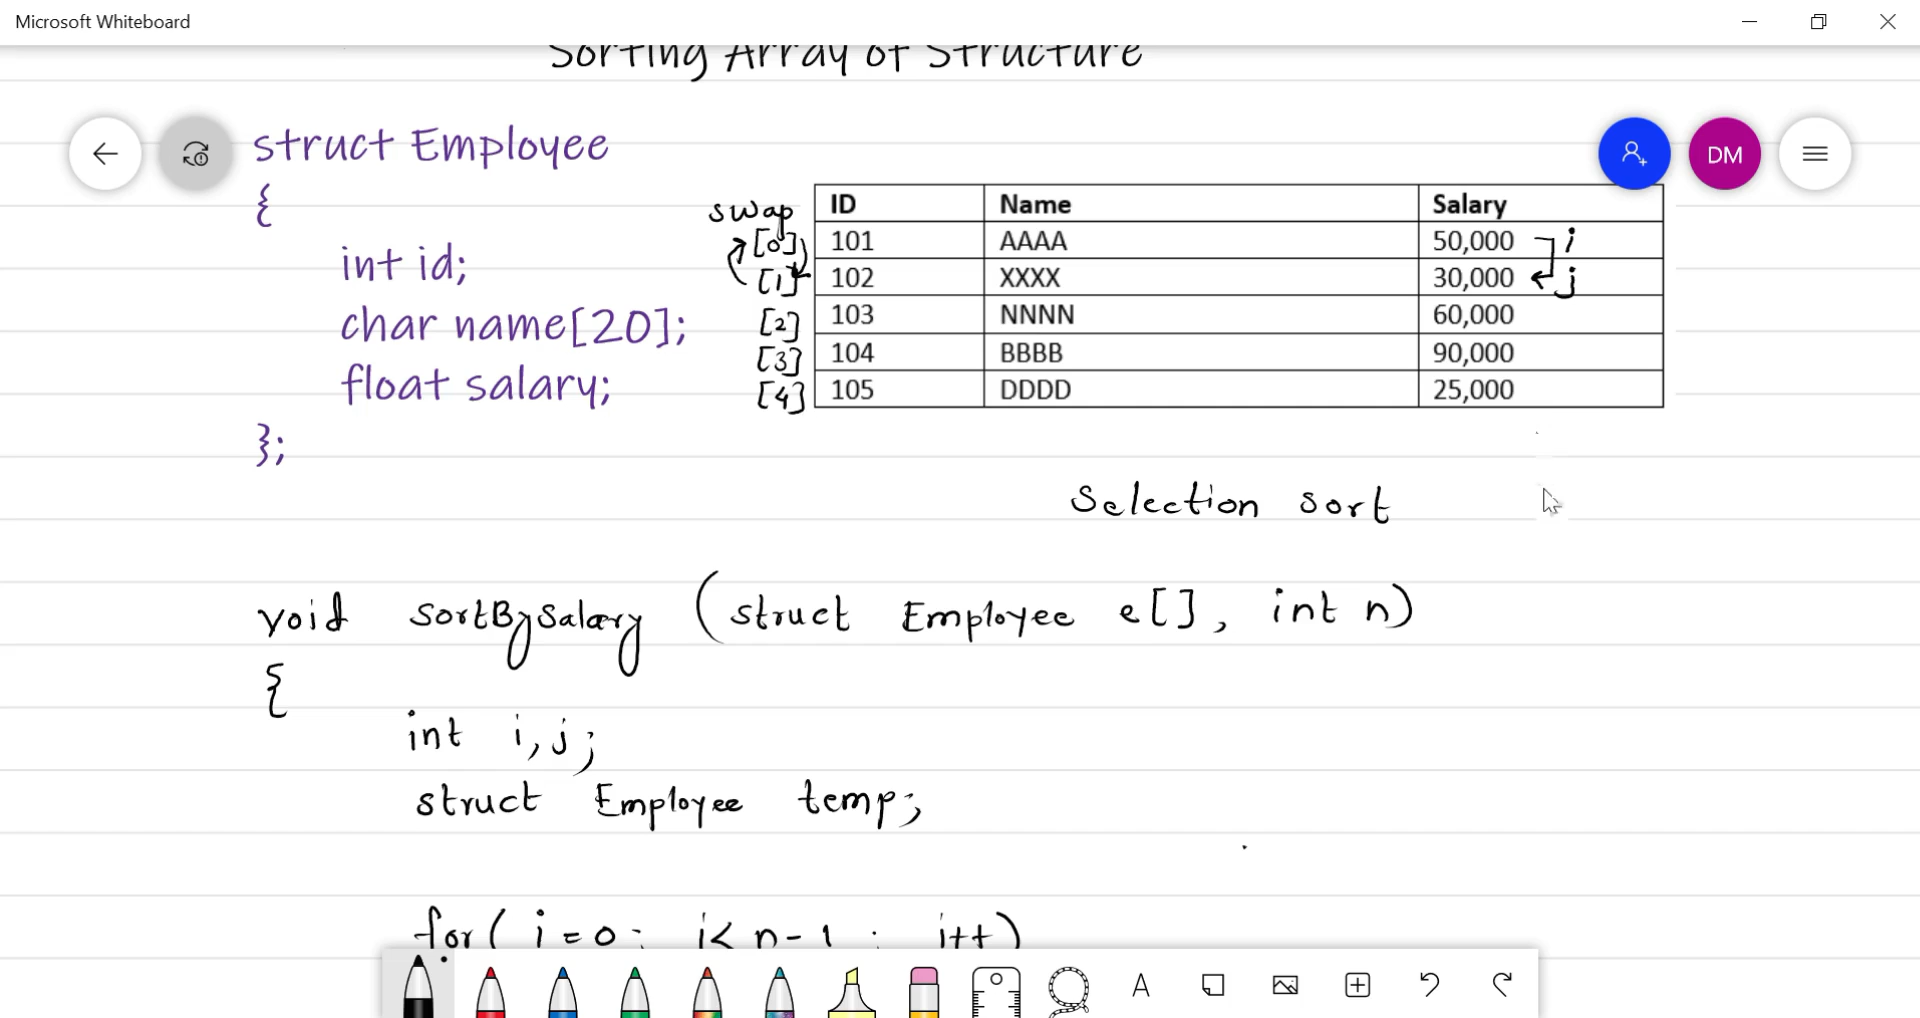 Microsoft Whiteboard
Sorting Array of Structure
struct Employee
{
int id;
char name[20];
float salary;
};
DM
swap
ID Name Salary
[0] 101 AAAA 50,000 i
[1] 102 XXXX 30,000 j
[2] 103 NNNN 60,000
[3] 104 BBBB 90,000
[4] 105 DDDD 25,000
Selection sort
void sortBySalary (struct Employee e[], int n)
{
int i,j;
struct Employee temp;
for( i=0; i<n-1; i++)
A